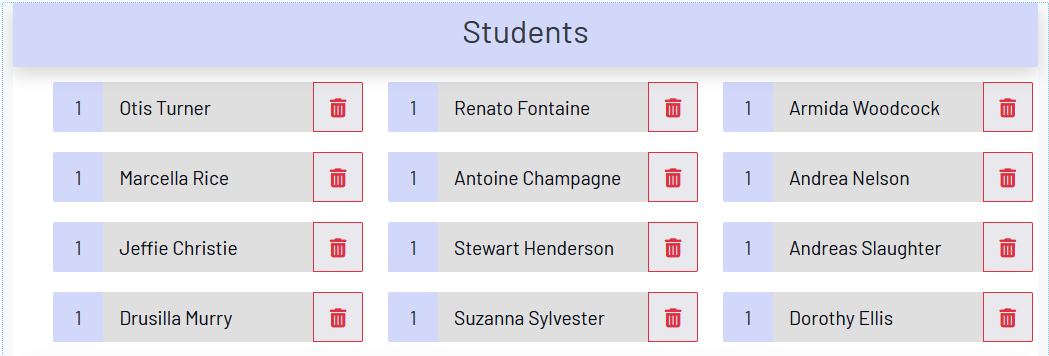 Students
1 Otis Turner 1 Renato Fontaine 1 Armida Woodcock
1 Marcella Rice 1 Antoine Champagne 1 Andrea Nelson
1 Jeffie Christie 1 Stewart Henderson 1 Andreas Slaughter
1 Drusilla Murry 1 Suzanna Sylvester 1 Dorothy Ellis